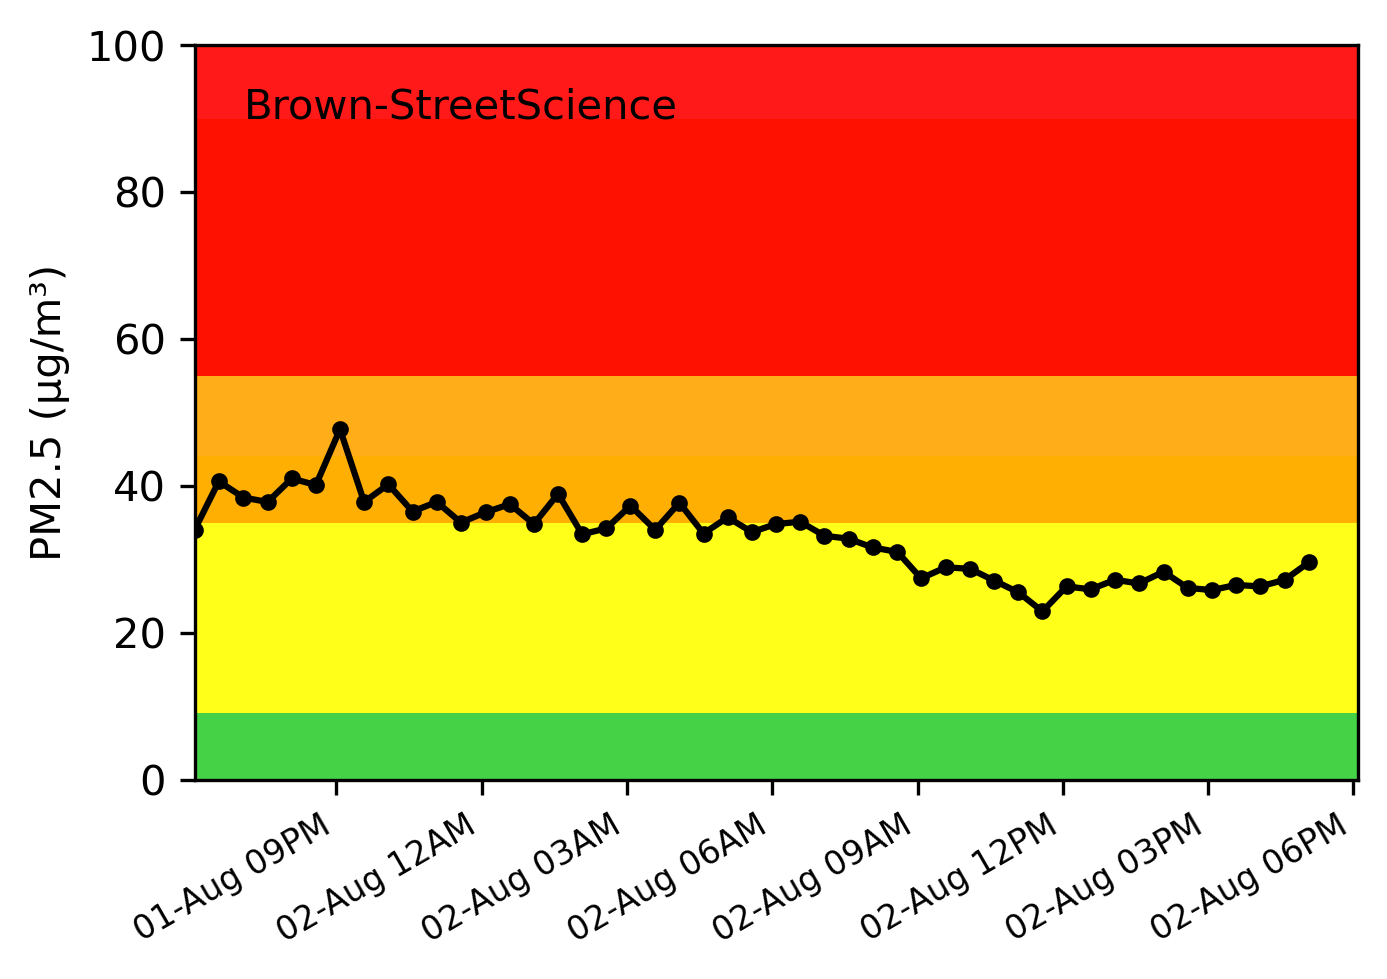 Brown-StreetScience
PM2.5 (µg/m³)
100
80
60
40
20
0
01-Aug 09PM
02-Aug 12AM
02-Aug 03AM
02-Aug 06AM
02-Aug 09AM
02-Aug 12PM
02-Aug 03PM
02-Aug 06PM